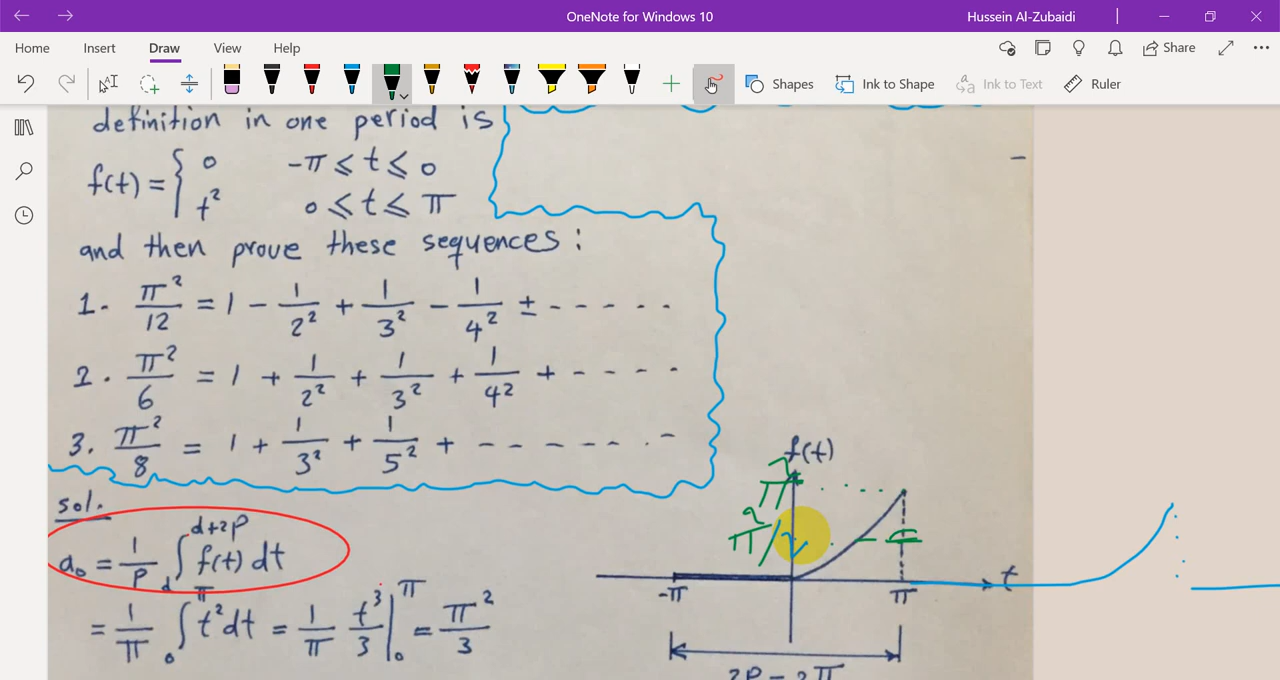 OneNote for Windows 10
Hussein Al-Zubaidi
Home Insert Draw View Help
Share
Shapes Ink to Shape Ink to Text Ruler
definition in one period is
f(t) = { 0 -π ≤ t ≤ 0
t² 0 ≤ t ≤ π
and then prove these sequences :
1. π²/12 = 1 - 1/2² + 1/3² - 1/4² ± - - - - -
2. π²/6 = 1 + 1/2² + 1/3² + 1/4² + - - - -
3. π²/8 = 1 + 1/3² + 1/5² + - - - - - - -
sol.
a₀ = 1/P ∫_d^{d+2P} f(t) dt
= 1/π ∫_0^π t² dt = 1/π t³/3 |_0^π = π²/3
f(t)
π²
π²/2
-π π t
2P = 2π